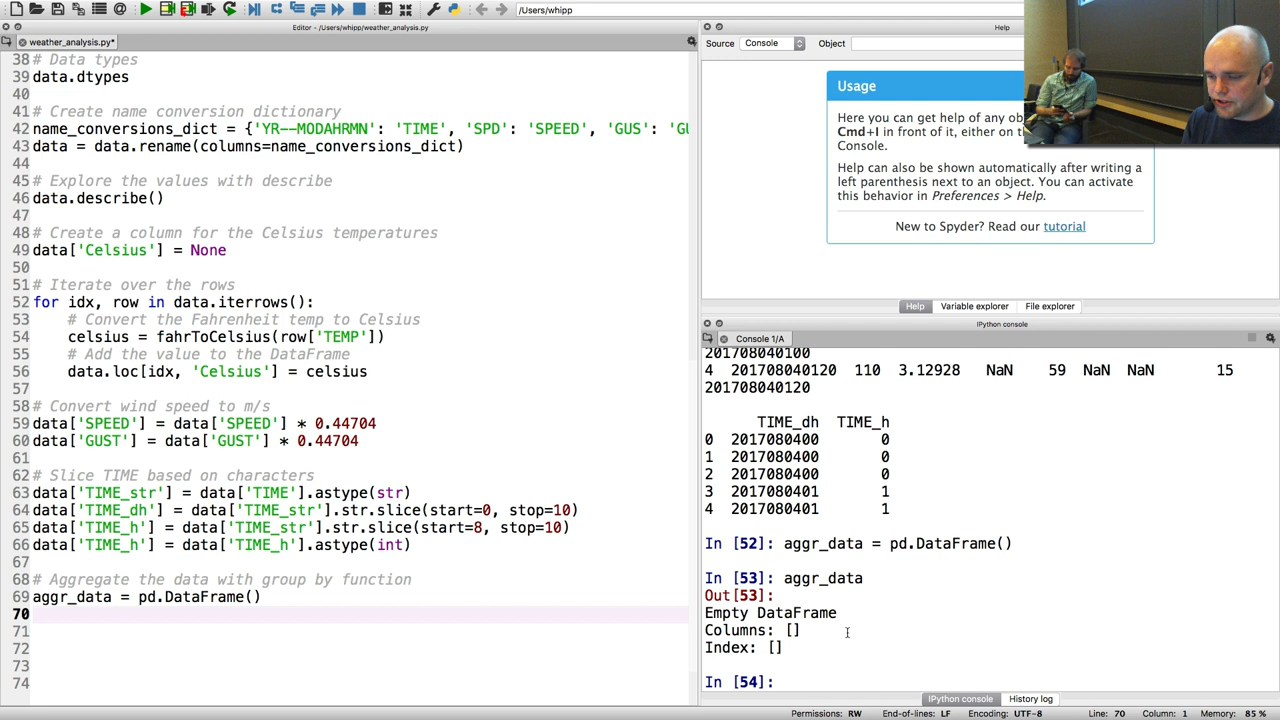 /Users/whipp
Editor - /Users/whipp/weather_analysis.py
Help
weather_analysis.py*
Source Console Object
38 # Data types
39 data.dtypes
40
41 # Create name conversion dictionary
42 name_conversions_dict = {'YR--MODAHRMN': 'TIME', 'SPD': 'SPEED', 'GUS': 'GU
43 data = data.rename(columns=name_conversions_dict)
44
45 # Explore the values with describe
46 data.describe()
47
48 # Create a column for the Celsius temperatures
49 data['Celsius'] = None
50
51 # Iterate over the rows
52 for idx, row in data.iterrows():
53 # Convert the Fahrenheit temp to Celsius
54 celsius = fahrToCelsius(row['TEMP'])
55 # Add the value to the DataFrame
56 data.loc[idx, 'Celsius'] = celsius
57
58 # Convert wind speed to m/s
59 data['SPEED'] = data['SPEED'] * 0.44704
60 data['GUST'] = data['GUST'] * 0.44704
61
62 # Slice TIME based on characters
63 data['TIME_str'] = data['TIME'].astype(str)
64 data['TIME_dh'] = data['TIME_str'].str.slice(start=0, stop=10)
65 data['TIME_h'] = data['TIME_str'].str.slice(start=8, stop=10)
66 data['TIME_h'] = data['TIME_h'].astype(int)
67
68 # Aggregate the data with group by function
69 aggr_data = pd.DataFrame()
70
71
72
73
74
Usage
Here you can get help of any ob
Cmd+I in front of it, either on th
Console.
Help can also be shown automatically after writing a
left parenthesis next to an object. You can activate
this behavior in Preferences > Help.
New to Spyder? Read our tutorial
Help Variable explorer File explorer
IPython console
Console 1/A
201708040100
4 201708040120 110 3.12928 NaN 59 NaN NaN 15
201708040120
TIME_dh TIME_h
0 2017080400 0
1 2017080400 0
2 2017080400 0
3 2017080401 1
4 2017080401 1
In [52]: aggr_data = pd.DataFrame()
In [53]: aggr_data
Out[53]:
Empty DataFrame
Columns: []
Index: []
In [54]:
IPython console History log
Permissions: RW End-of-lines: LF Encoding: UTF-8 Line: 70 Column: 1 Memory: 85 %